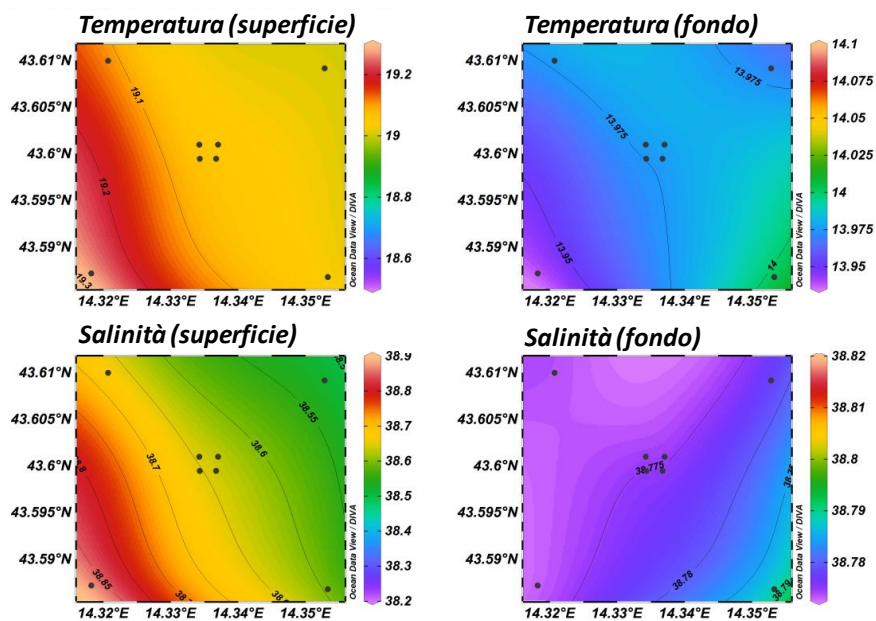 Temperatura (superficie)
43.61°N
43.605°N
43.6°N
43.595°N
43.59°N
19.1
19.2
19.3
14.32°E 14.33°E 14.34°E 14.35°E
19.2
19
18.8
18.6
Ocean Data View / DIVA
Temperatura (fondo)
43.61°N
43.605°N
43.6°N
43.595°N
43.59°N
13.975
13.975
13.95
14
14.32°E 14.33°E 14.34°E 14.35°E
14.1
14.075
14.05
14.025
14
13.975
13.95
Ocean Data View / DIVA
Salinità (superficie)
43.61°N
43.605°N
43.6°N
43.595°N
43.59°N
38.55
38.6
38.7
38.85
14.32°E 14.33°E 14.34°E 14.35°E
38.9
38.8
38.7
38.6
38.5
38.4
38.3
38.2
Ocean Data View / DIVA
Salinità (fondo)
43.61°N
43.605°N
43.6°N
43.595°N
43.59°N
38.775
38.78
38.79
14.32°E 14.33°E 14.34°E 14.35°E
38.82
38.81
38.8
38.79
38.78
Ocean Data View / DIVA